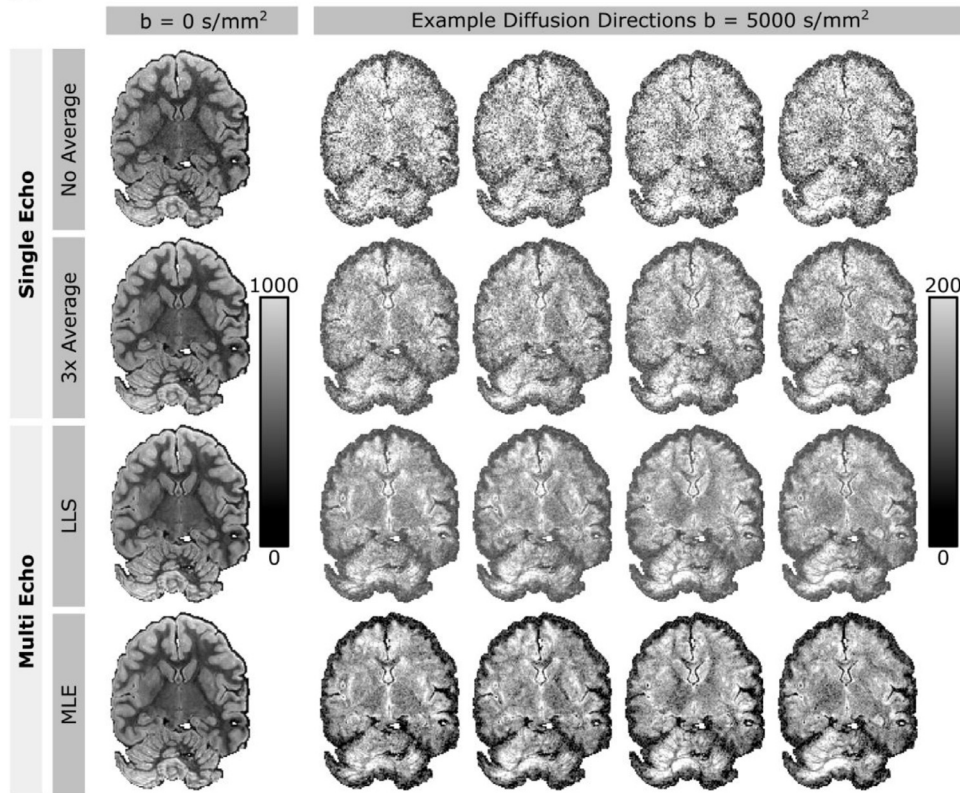 b = 0 s/mm²
Example Diffusion Directions b = 5000 s/mm²
Single Echo
No Average
3x Average
1000
0
200
0
Multi Echo
LLS
MLE